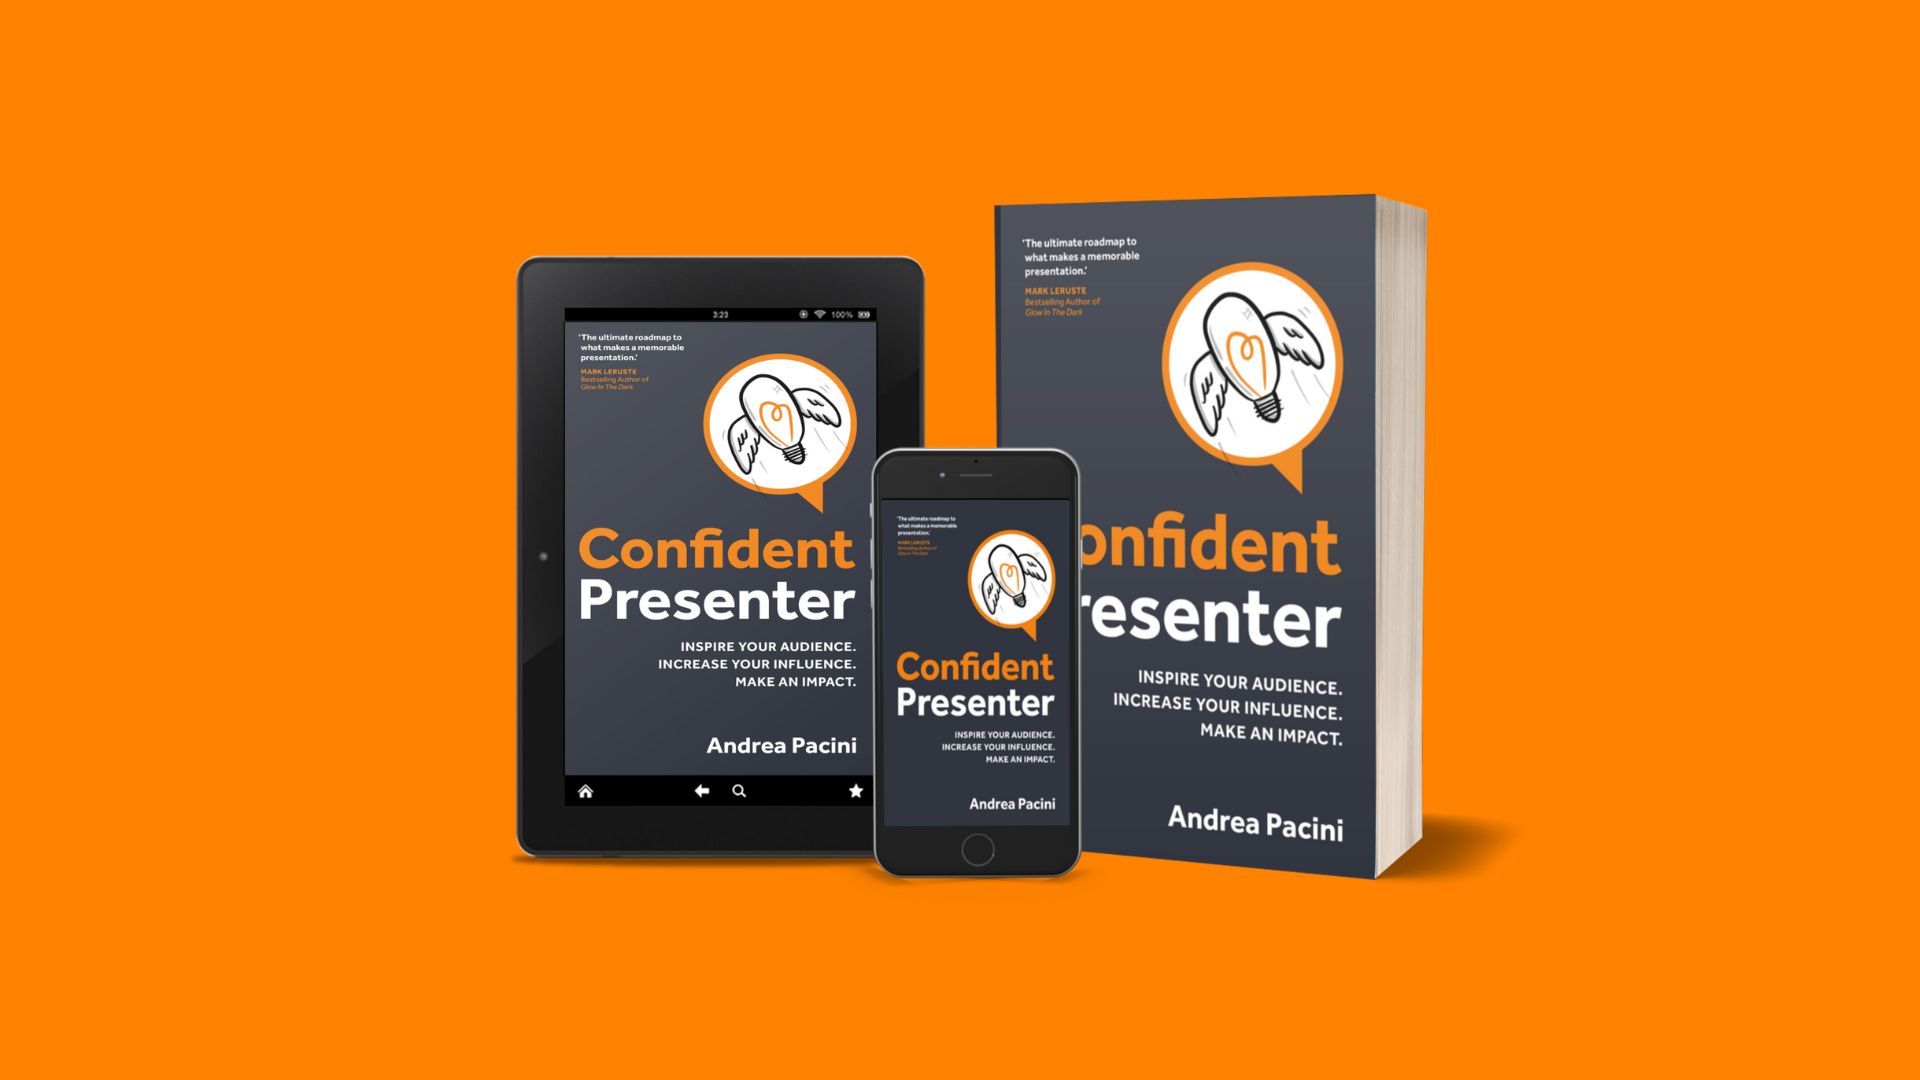 3:23
100%
'The ultimate roadmap to
what makes a memorable
presentation.'
MARK LERUSTE
Bestselling Author of
Glow In The Dark
Confident
Presenter
INSPIRE YOUR AUDIENCE.
INCREASE YOUR INFLUENCE.
MAKE AN IMPACT.
Andrea Pacini
'The ultimate roadmap to
what makes a memorable
presentation.'
MARK LERUSTE
Bestselling Author of
Glow In The Dark
Confident
Presenter
INSPIRE YOUR AUDIENCE.
INCREASE YOUR INFLUENCE.
MAKE AN IMPACT.
Andrea Pacini
'The ultimate roadmap to
what makes a memorable
presentation.'
MARK LERUSTE
Bestselling Author of
Glow In The Dark
onfident
resenter
INSPIRE YOUR AUDIENCE.
INCREASE YOUR INFLUENCE.
MAKE AN IMPACT.
Andrea Pacini